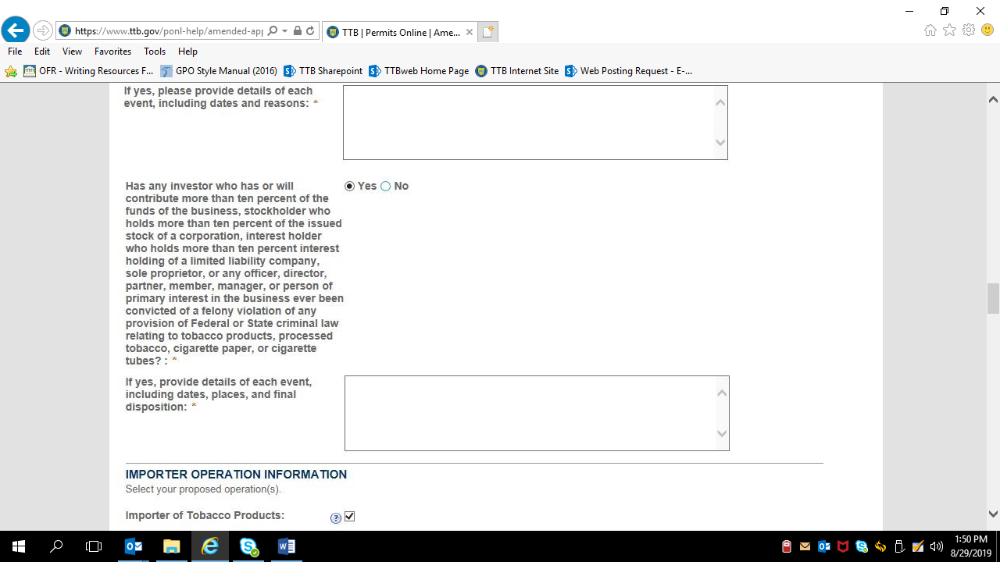 https://www.ttb.gov/ponl-help/amended-ap
TTB | Permits Online | Ame...
File Edit View Favorites Tools Help
OFR - Writing Resources F... GPO Style Manual (2016) TTB Sharepoint TTBweb Home Page TTB Internet Site Web Posting Request - E-...
If yes, please provide details of each
event, including dates and reasons: *
Has any investor who has or will
contribute more than ten percent of the
funds of the business, stockholder who
holds more than ten percent of the issued
stock of a corporation, interest holder
who holds more than ten percent interest
holding of a limited liability company,
sole proprietor, or any officer, director,
partner, member, manager, or person of
primary interest in the business ever been
convicted of a felony violation of any
provision of Federal or State criminal law
relating to tobacco products, processed
tobacco, cigarette paper, or cigarette
tubes? : *
Yes No
If yes, provide details of each event,
including dates, places, and final
disposition: *
IMPORTER OPERATION INFORMATION
Select your proposed operation(s).
Importer of Tobacco Products: ?
1:50 PM
8/29/2019